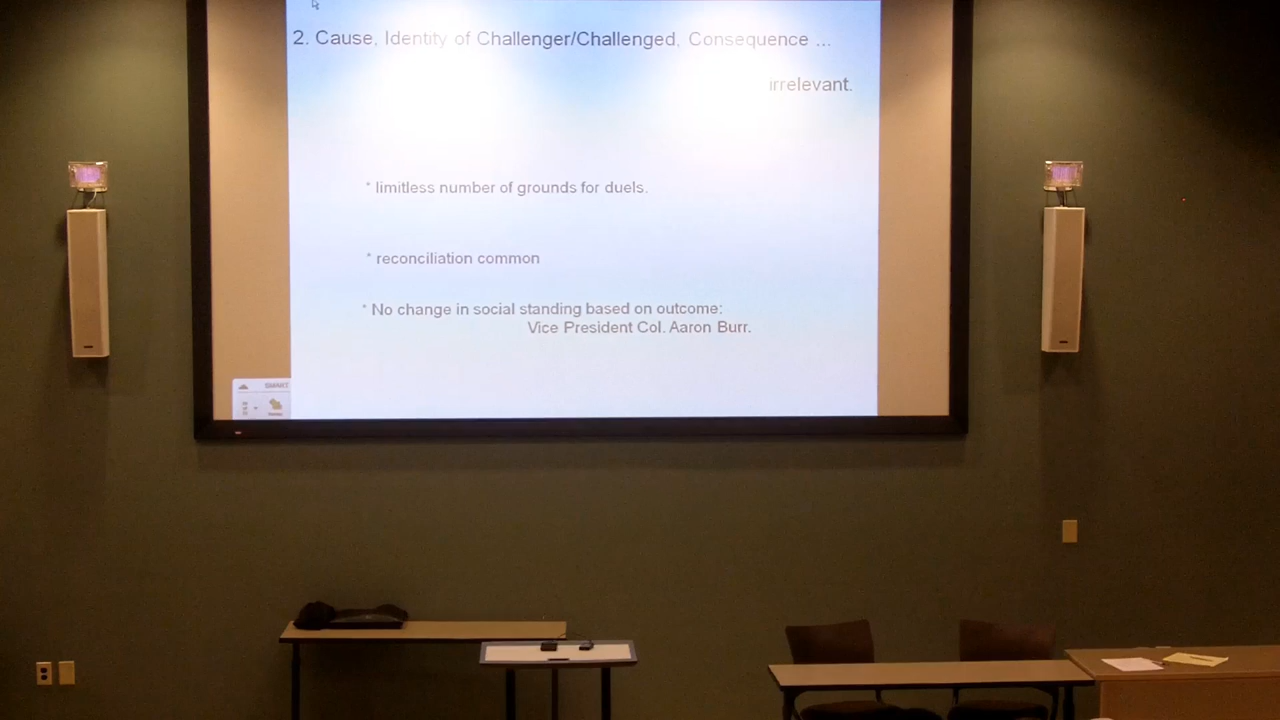 2. Cause, Identity of Challenger/Challenged, Consequence ...
irrelevant.
* limitless number of grounds for duels.
* reconciliation common
* No change in social standing based on outcome:
Vice President Col. Aaron Burr.
SMART